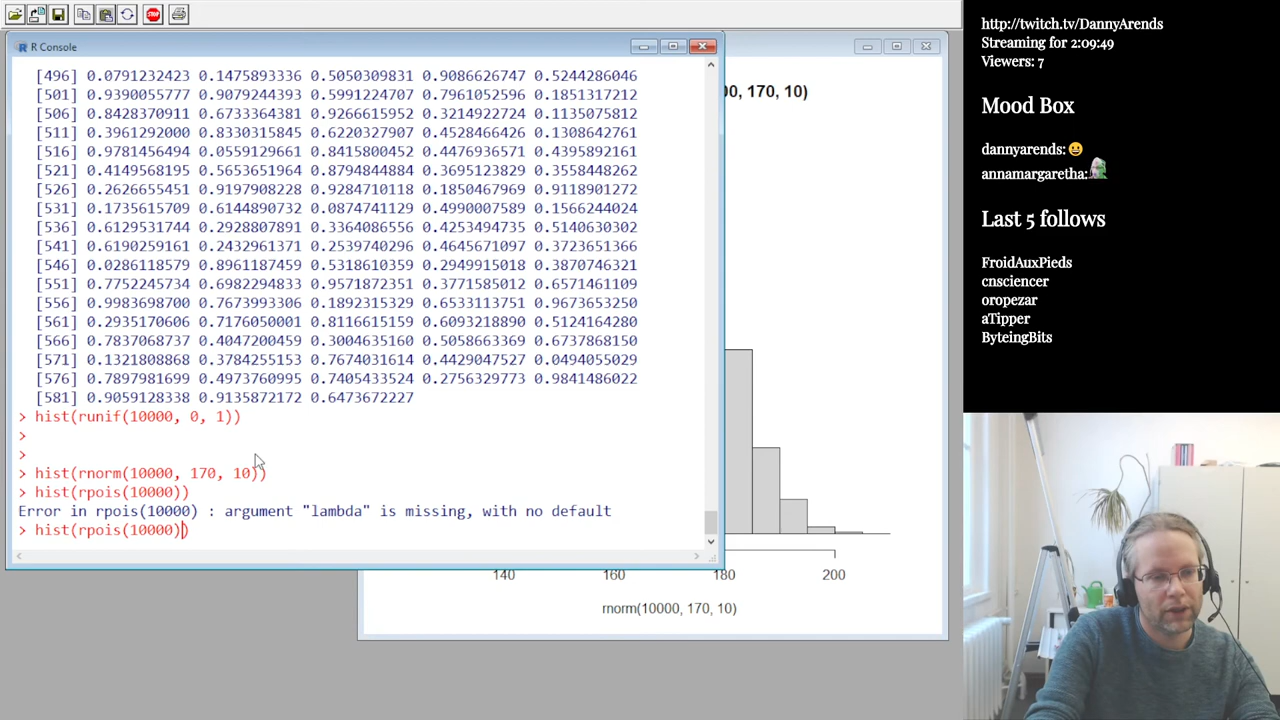 R Console
[496] 0.0791232423 0.1475893336 0.5050309831 0.9086626747 0.5244286046
[501] 0.9390055777 0.9079244393 0.5991224707 0.7961052596 0.1851317212
[506] 0.8428370911 0.6733364381 0.9266615952 0.3214922724 0.1135075812
[511] 0.3961292000 0.8330315845 0.6220327907 0.4528466426 0.1308642761
[516] 0.9781456494 0.0559129661 0.8415800452 0.4476936571 0.4395892161
[521] 0.4149568195 0.5653651964 0.8794844884 0.3695123829 0.3558448262
[526] 0.2626655451 0.9197908228 0.9284710118 0.1850467969 0.9118901272
[531] 0.1735615709 0.6144890732 0.0874741129 0.4990007589 0.1566244024
[536] 0.6129531744 0.2928807891 0.3364086556 0.4253494735 0.5140630302
[541] 0.6190259161 0.2432961371 0.2539740296 0.4645671097 0.3723651366
[546] 0.0286118579 0.8961187459 0.5318610359 0.2949915018 0.3870746321
[551] 0.7752245734 0.6982294833 0.9571872351 0.3771585012 0.6571461109
[556] 0.9983698700 0.7673993306 0.1892315329 0.6533113751 0.9673653250
[561] 0.2935170606 0.7176050001 0.8116615159 0.6093218890 0.5124164280
[566] 0.7837068737 0.4047200459 0.3004635160 0.5058663369 0.6737868150
[571] 0.1321808868 0.3784255153 0.7674031614 0.4429047527 0.0494055029
[576] 0.7897981699 0.4973760995 0.7405433524 0.2756329773 0.9841486022
[581] 0.9059128338 0.9135872172 0.6473672227
> hist(runif(10000, 0, 1))
>
>
> hist(rnorm(10000, 170, 10))
> hist(rpois(10000))
Error in rpois(10000) : argument "lambda" is missing, with no default
> hist(rpois(10000))
00, 170, 10)
140 160 180 200
rnorm(10000, 170, 10)
http://twitch.tv/DannyArends
Streaming for 2:09:49
Viewers: 7
Mood Box
dannyarends:
annamargaretha:
Last 5 follows
FroidAuxPieds
cnsciencer
oropezar
aTipper
ByteingBits